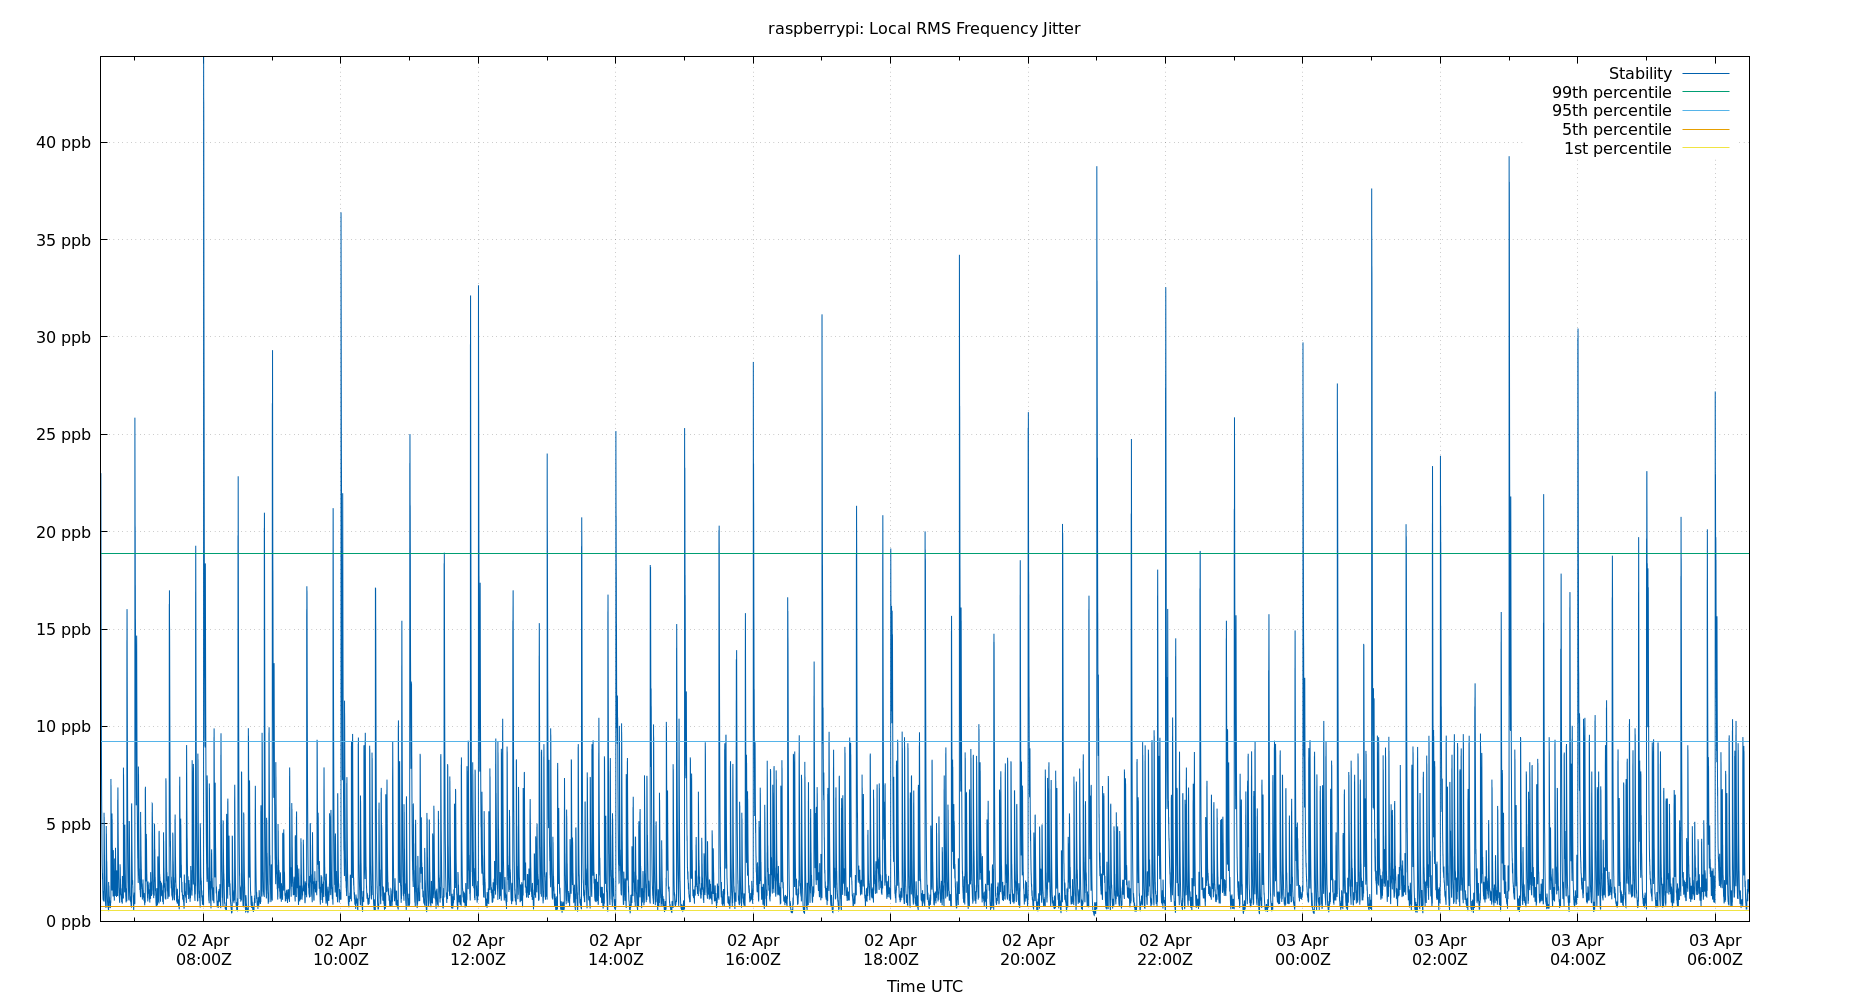 raspberrypi: Local RMS Frequency Jitter
Stability
99th percentile
95th percentile
5th percentile
1st percentile
40 ppb
35 ppb
30 ppb
25 ppb
20 ppb
15 ppb
10 ppb
5 ppb
0 ppb
02 Apr 02 Apr 02 Apr 02 Apr 02 Apr 02 Apr 02 Apr 02 Apr 03 Apr 03 Apr 03 Apr 03 Apr
08:00Z 10:00Z 12:00Z 14:00Z 16:00Z 18:00Z 20:00Z 22:00Z 00:00Z 02:00Z 04:00Z 06:00Z
Time UTC